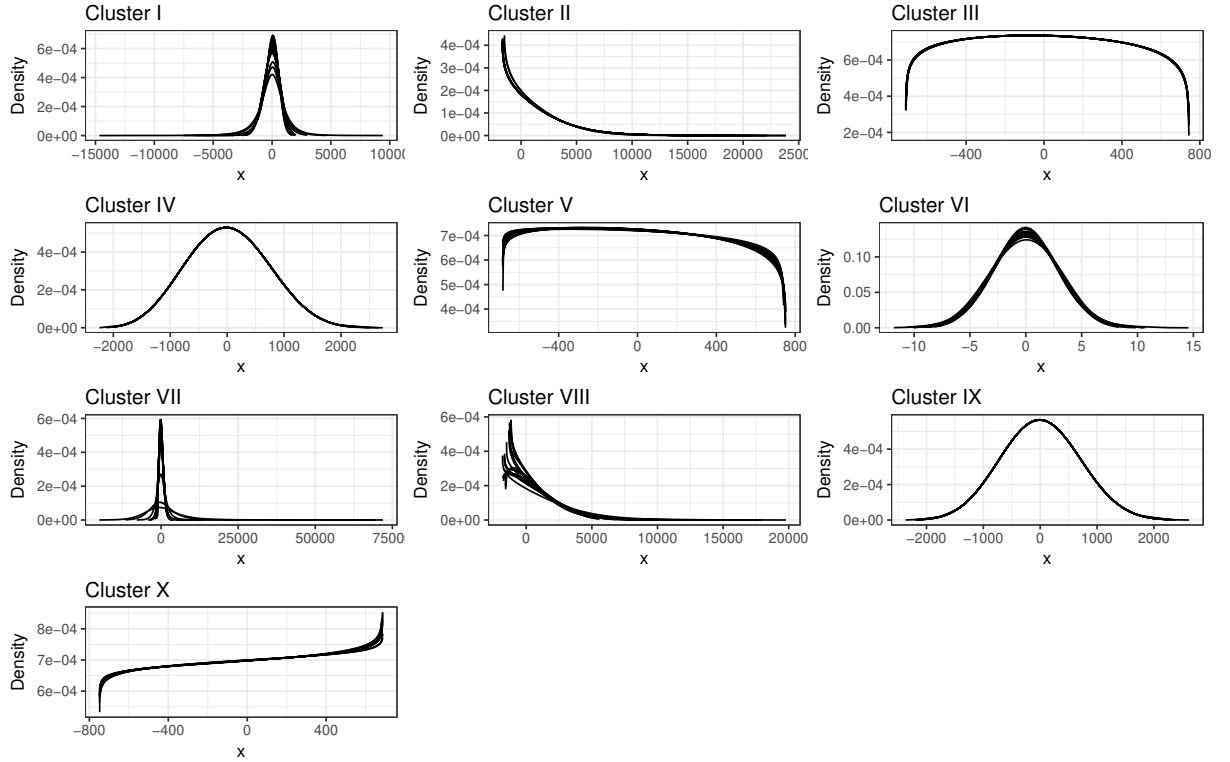 Cluster I
Cluster II
Cluster III
Density
6e−04
4e−04
2e−04
0e+00
−15000 −10000 −5000 0 5000 10000
x
Density
4e−04
3e−04
2e−04
1e−04
0e+00
0 5000 10000 15000 20000 25000
x
Density
6e−04
4e−04
2e−04
−400 0 400 800
x
Cluster IV
Cluster V
Cluster VI
Density
4e−04
2e−04
0e+00
−2000 −1000 0 1000 2000
x
Density
7e−04
6e−04
5e−04
4e−04
−400 0 400 800
x
Density
0.10
0.05
0.00
−10 −5 0 5 10 15
x
Cluster VII
Cluster VIII
Cluster IX
Density
6e−04
4e−04
2e−04
0e+00
0 25000 50000 7500
x
Density
6e−04
4e−04
2e−04
0e+00
0 5000 10000 15000 20000
x
Density
4e−04
2e−04
0e+00
−2000 −1000 0 1000 2000
x
Cluster X
Density
8e−04
7e−04
6e−04
−800 −400 0 400
x